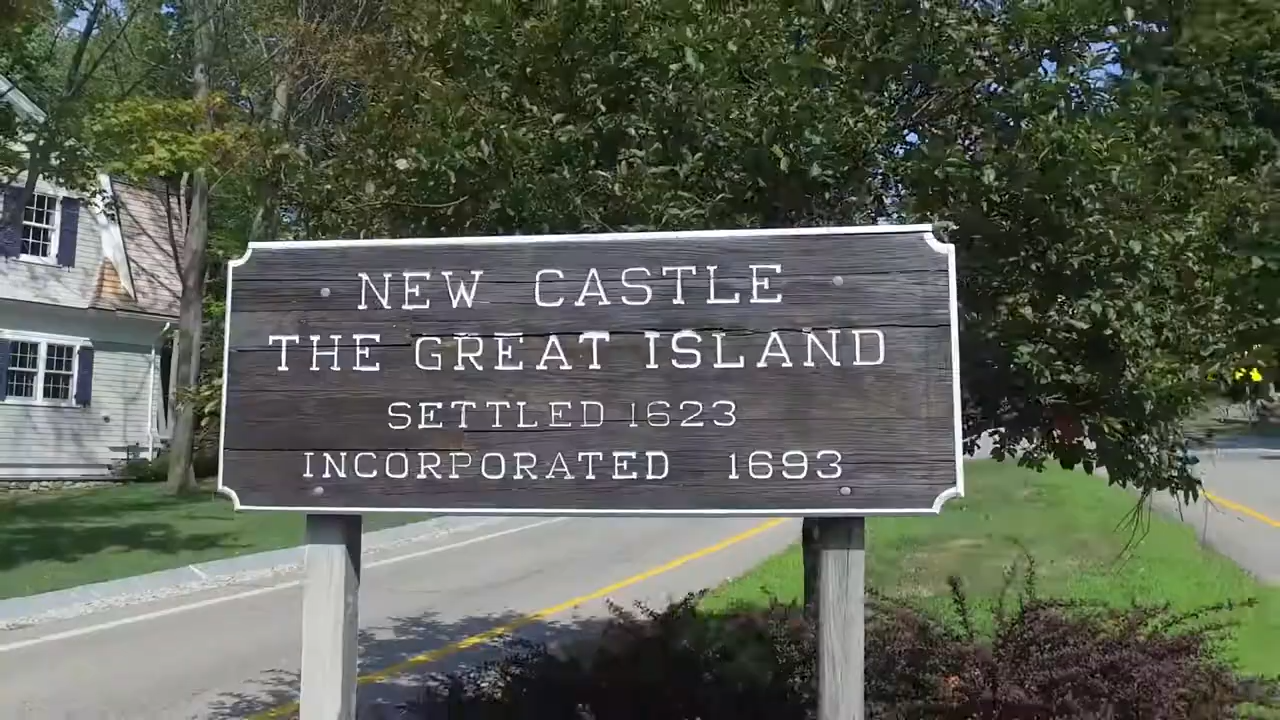 NEW CASTLE
THE GREAT ISLAND
SETTLED 1623
INCORPORATED 1693